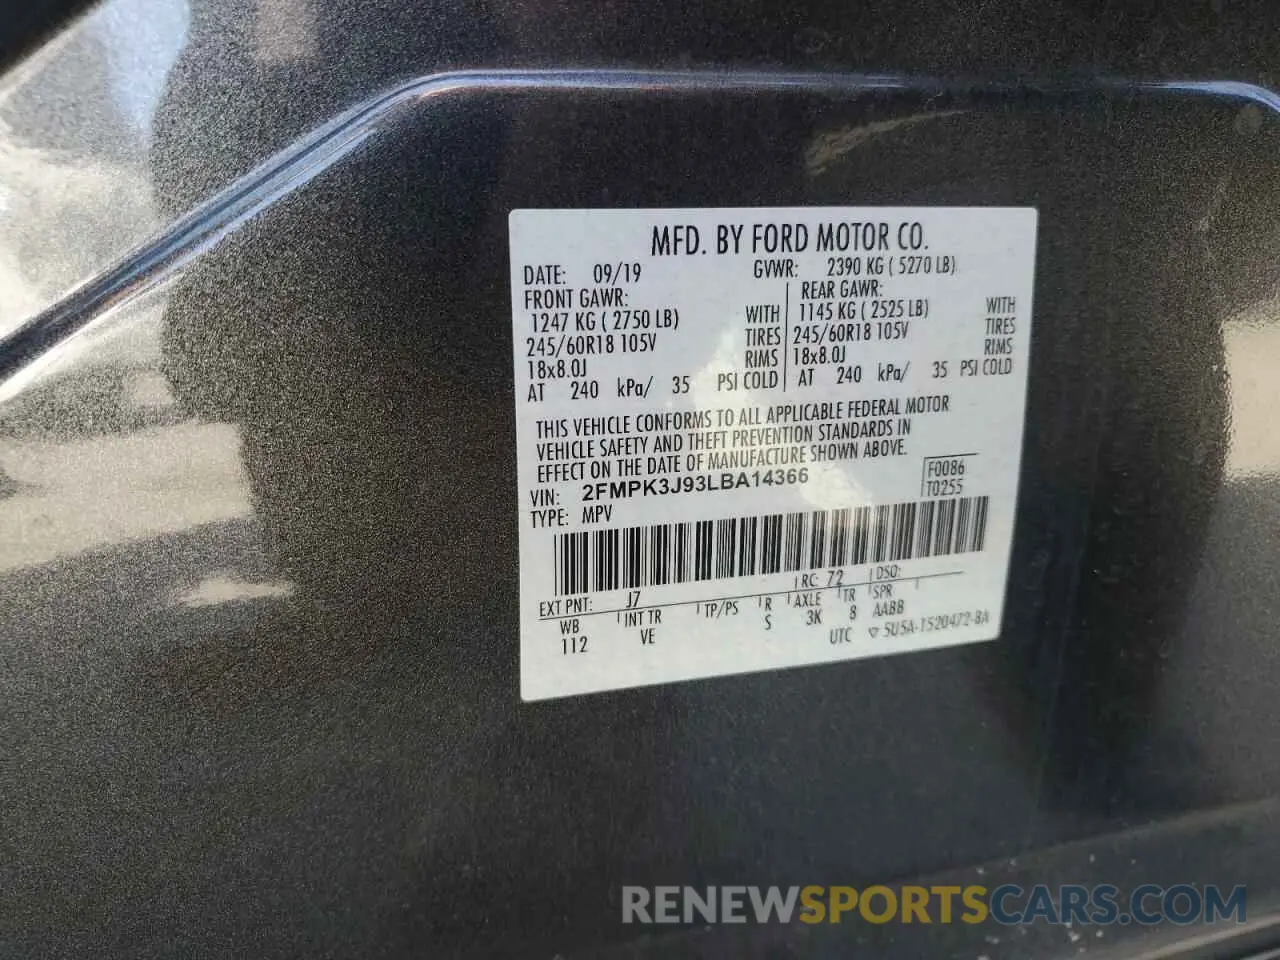 MFD. BY FORD MOTOR CO.
DATE: 09/19 GVWR: 2390 KG ( 5270 LB)
FRONT GAWR: REAR GAWR:
1247 KG ( 2750 LB) WITH 1145 KG ( 2525 LB) WITH
245/60R18 105V TIRES 245/60R18 105V TIRES
18x8.0J RIMS 18x8.0J RIMS
AT 240 kPa/ 35 PSI COLD AT 240 kPa/ 35 PSI COLD
THIS VEHICLE CONFORMS TO ALL APPLICABLE FEDERAL MOTOR
VEHICLE SAFETY AND THEFT PREVENTION STANDARDS IN
EFFECT ON THE DATE OF MANUFACTURE SHOWN ABOVE.
VIN: 2FMPK3J93LBA14366 F0086
TYPE: MPV T0255
EXT PNT: J7 RC: 72 DSO:
WB INT TR TP/PS R AXLE TR SPR
112 VE S 3K 8 AABB
UTC ▽ 5U5A-1520472-BA
RENEWSPORTSCARS.COM